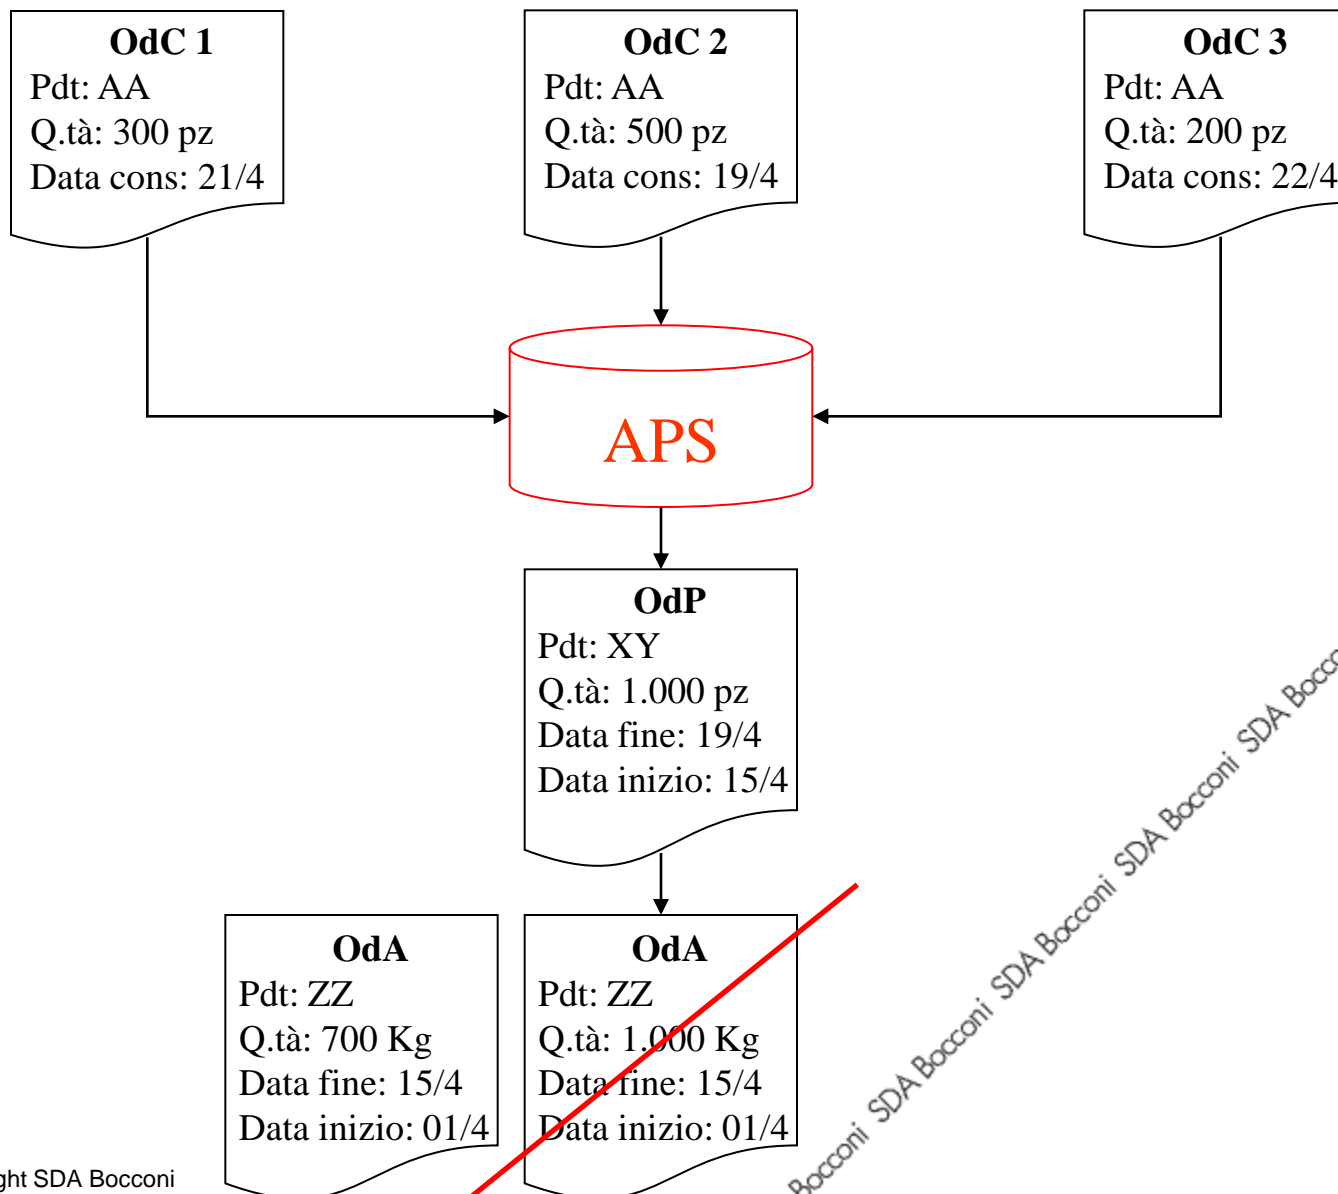 OdC 1
Pdt: AA
Q.tà: 300 pz
Data cons: 21/4
OdC 2
Pdt: AA
Q.tà: 500 pz
Data cons: 19/4
OdC 3
Pdt: AA
Q.tà: 200 pz
Data cons: 22/4
APS
OdP
Pdt: XY
Q.tà: 1.000 pz
Data fine: 19/4
Data inizio: 15/4
OdA
Pdt: ZZ
Q.tà: 700 Kg
Data fine: 15/4
Data inizio: 01/4
OdA
Pdt: ZZ
Q.tà: 1.000 Kg
Data fine: 15/4
Data inizio: 01/4
Bocconi SDA Bocconi SDA Bocconi SDA Bocconi SDA Bocco
ght SDA Bocconi